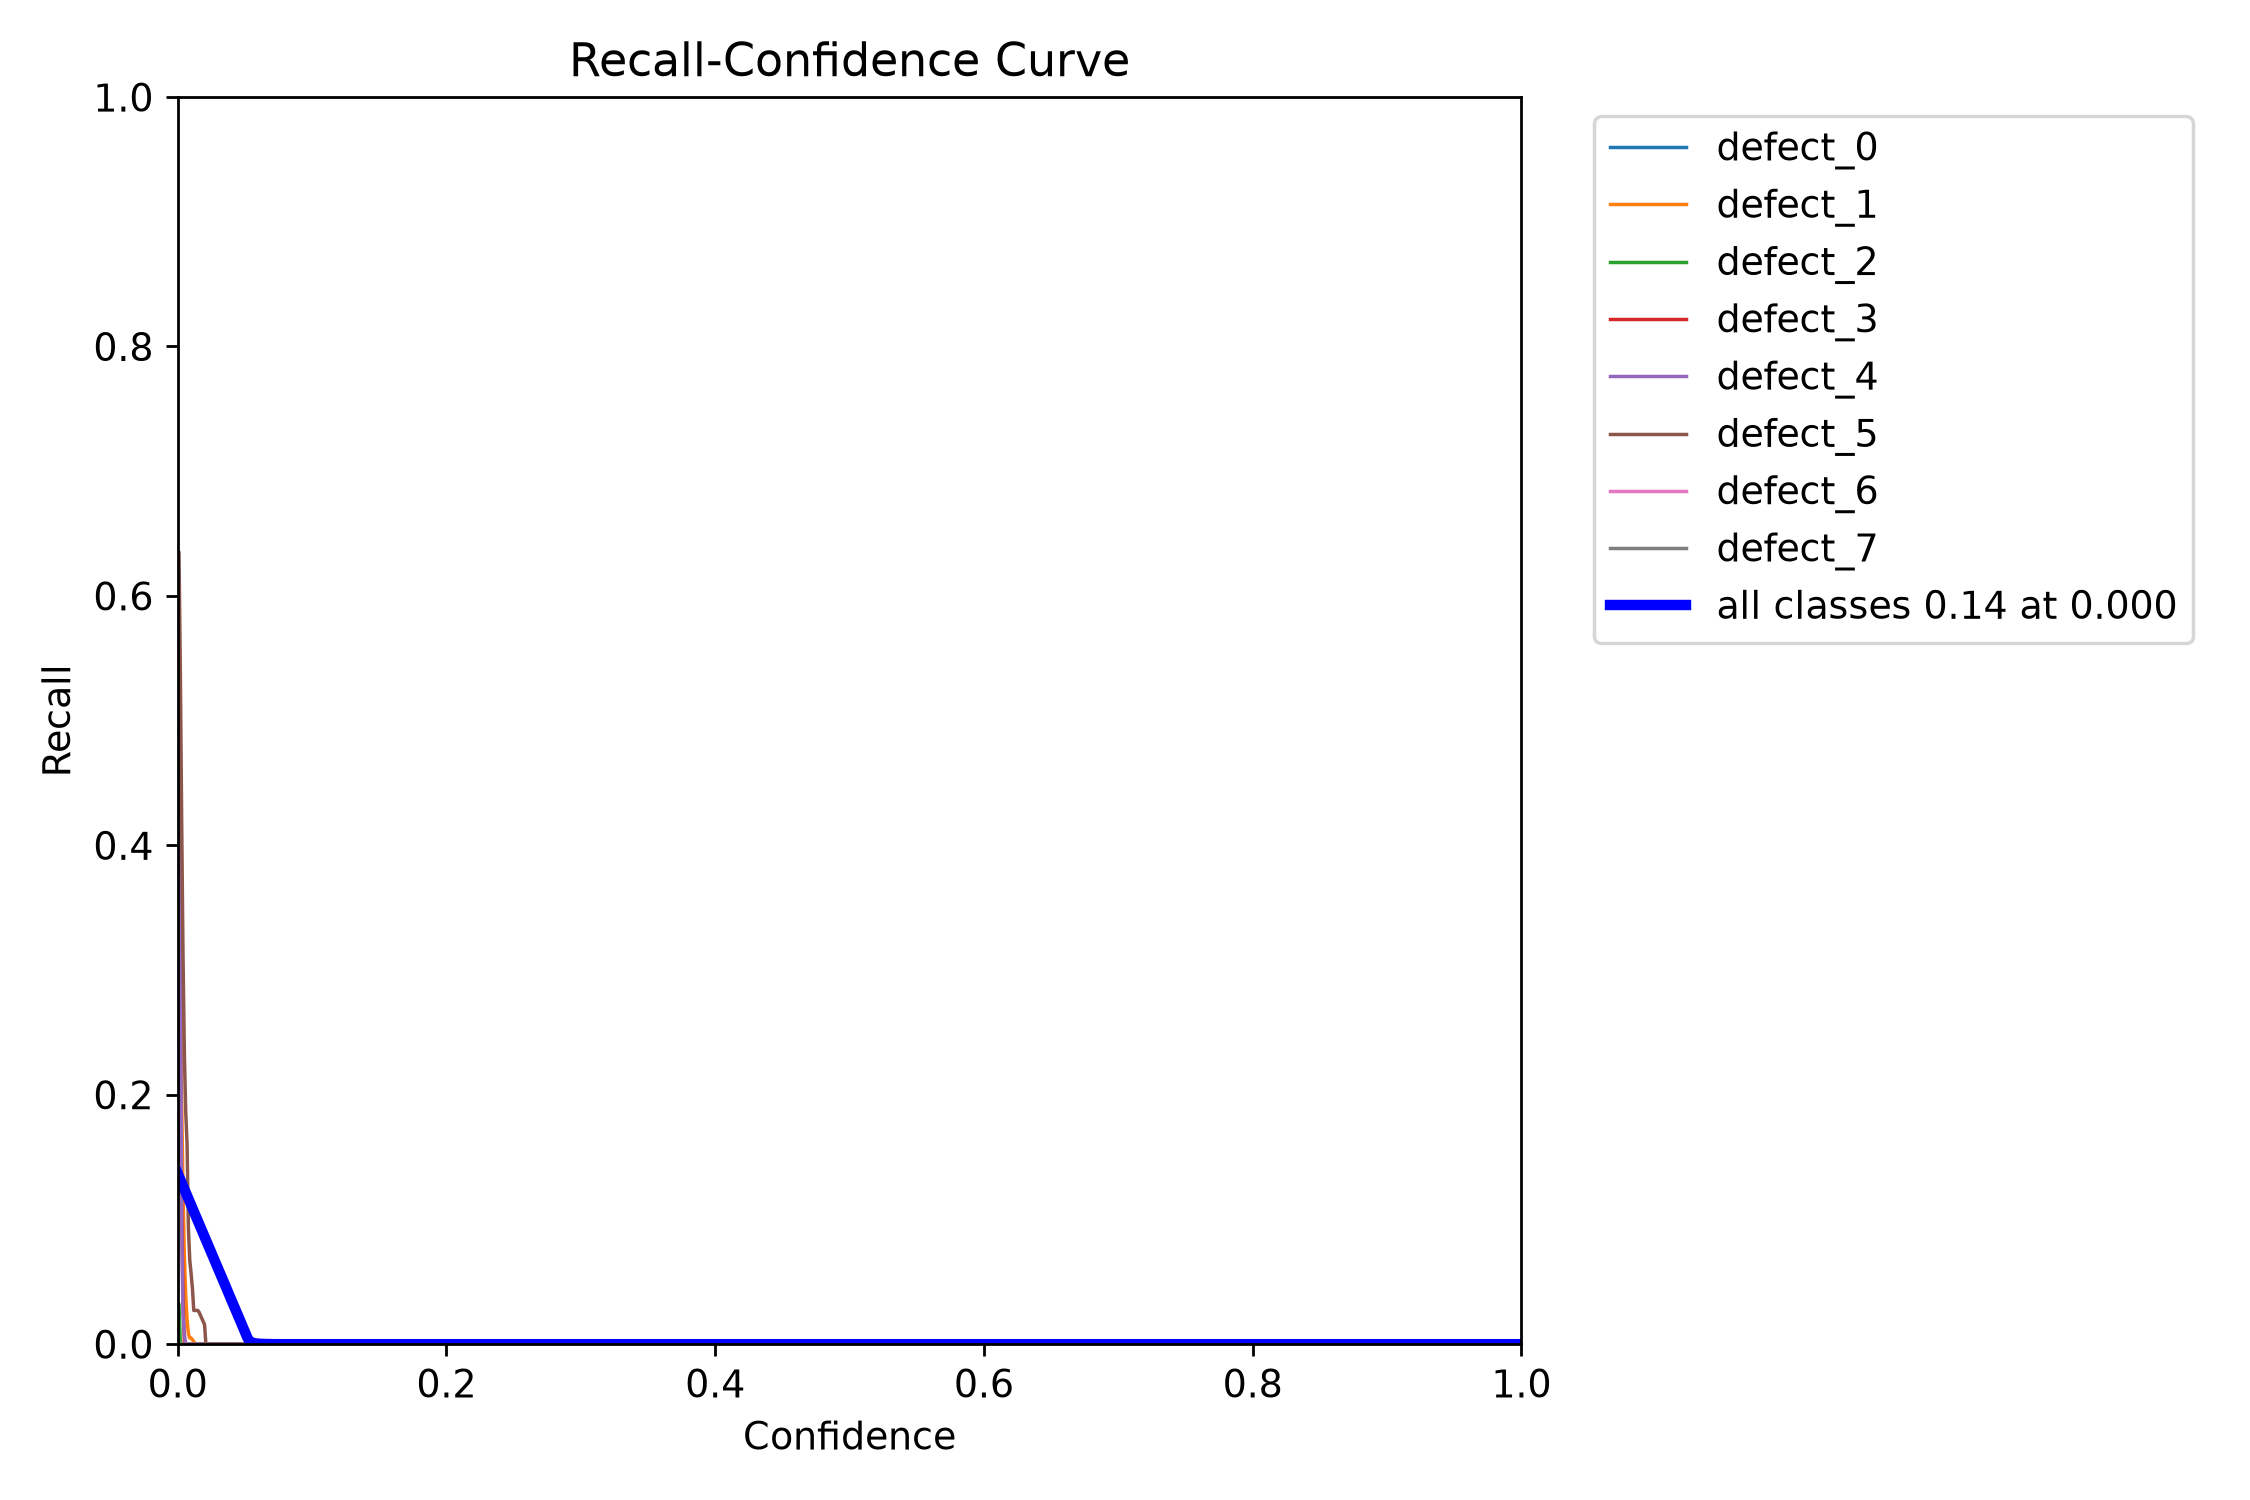 Recall-Confidence Curve
1.0
0.8
0.6
0.4
0.2
0.0
Recall
0.0 0.2 0.4 0.6 0.8 1.0
Confidence
defect_0
defect_1
defect_2
defect_3
defect_4
defect_5
defect_6
defect_7
all classes 0.14 at 0.000